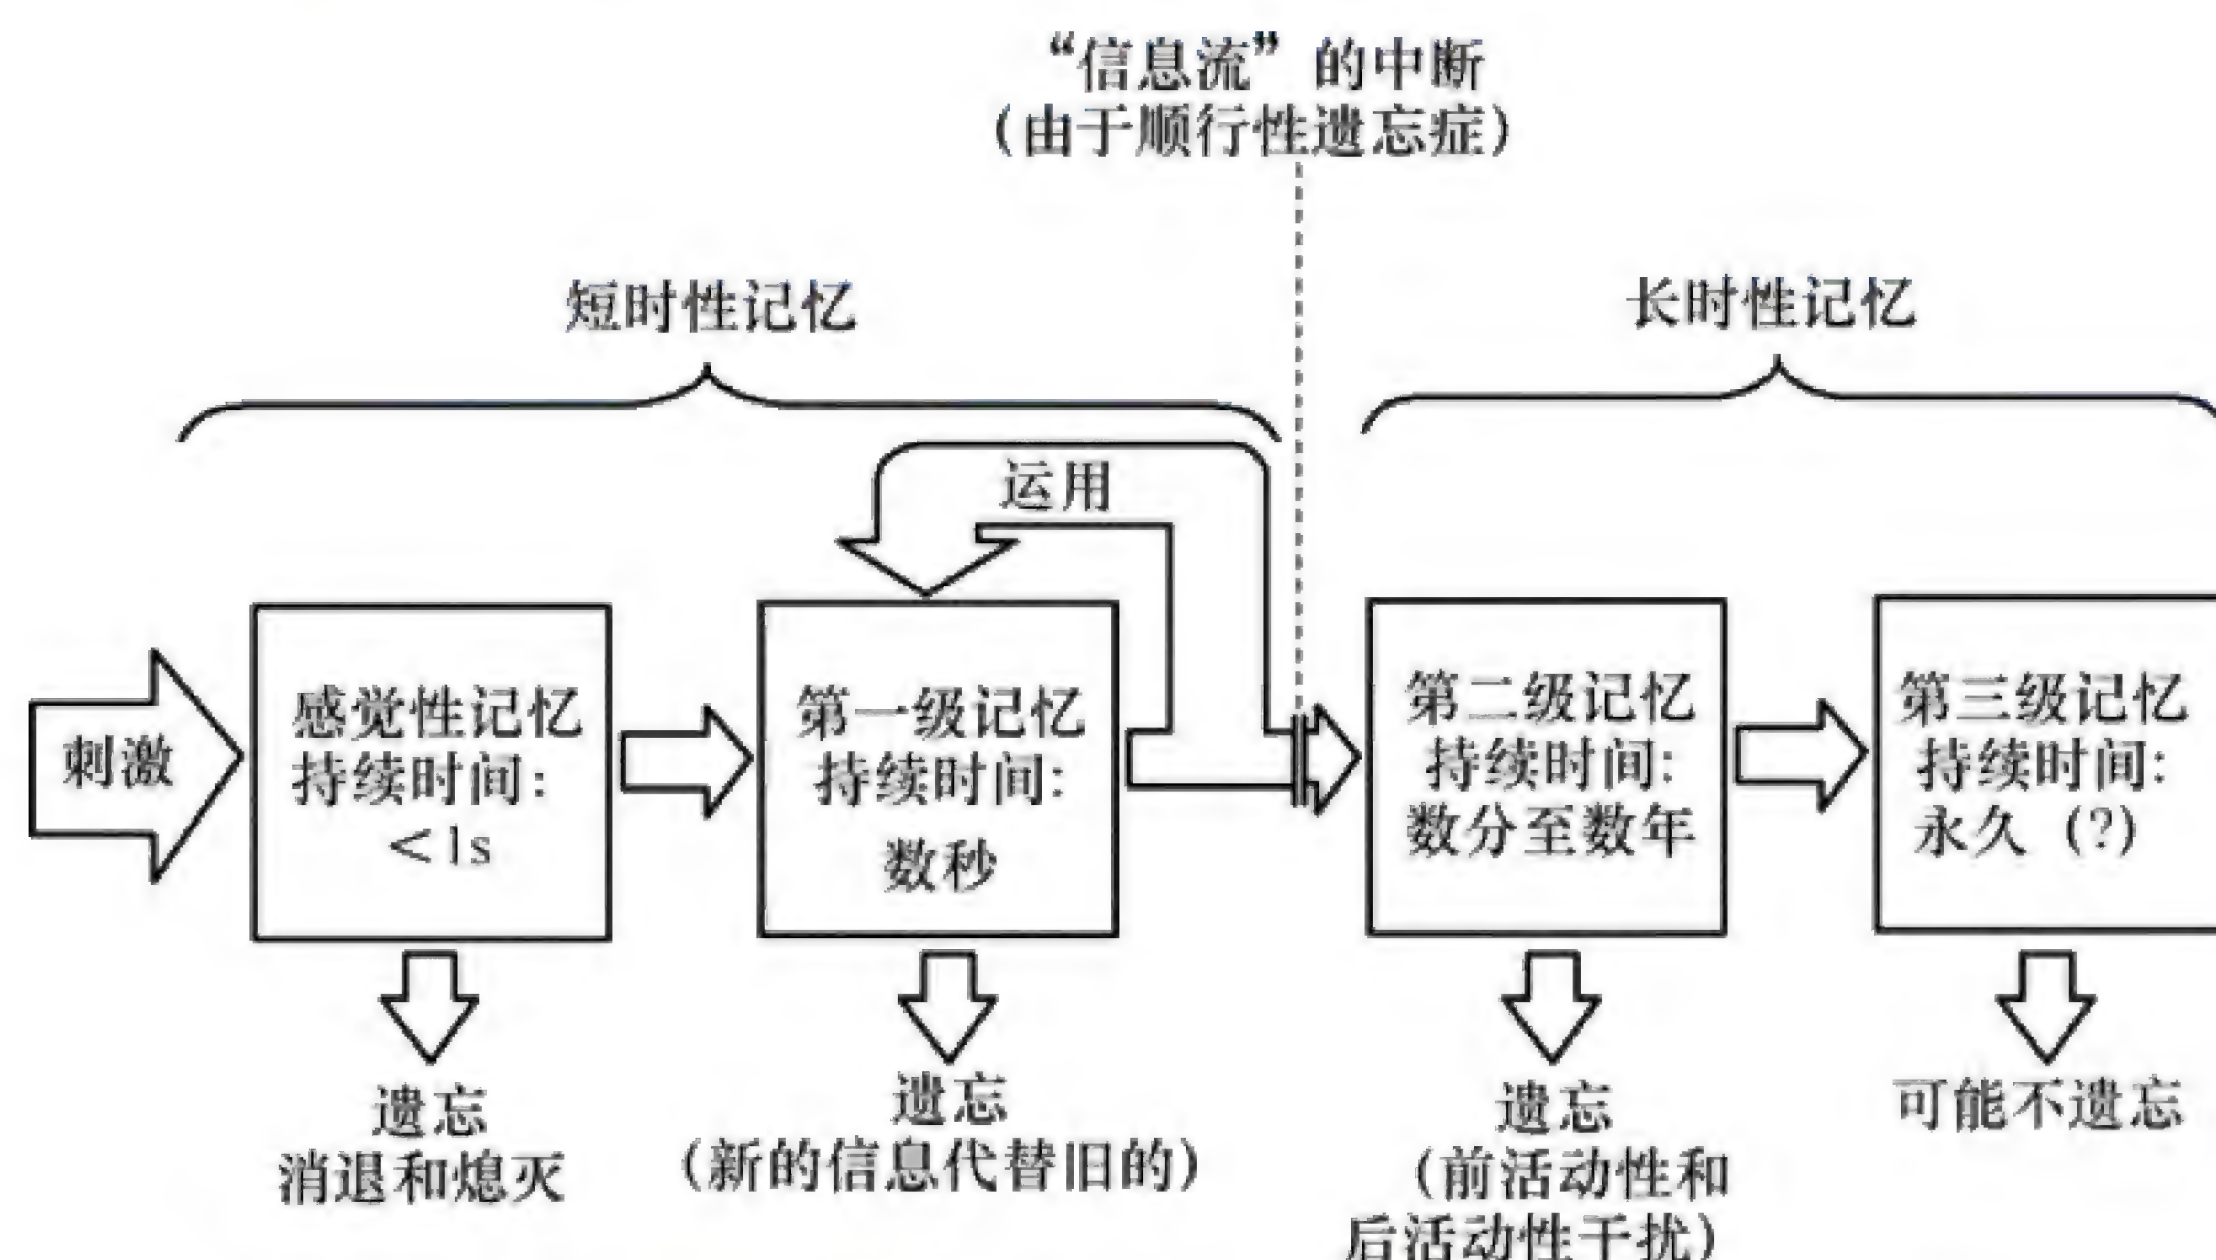 “信息流”的中断
(由于顺行性遗忘症)
短时性记忆
长时性记忆
运用
刺激
感觉性记忆
持续时间:
<1s
第一级记忆
持续时间:
数秒
第二级记忆
持续时间:
数分至数年
第三级记忆
持续时间:
永久 (?)
遗忘
消退和熄灭
遗忘
(新的信息代替旧的)
遗忘
(前活动性和
后活动性干扰)
可能不遗忘